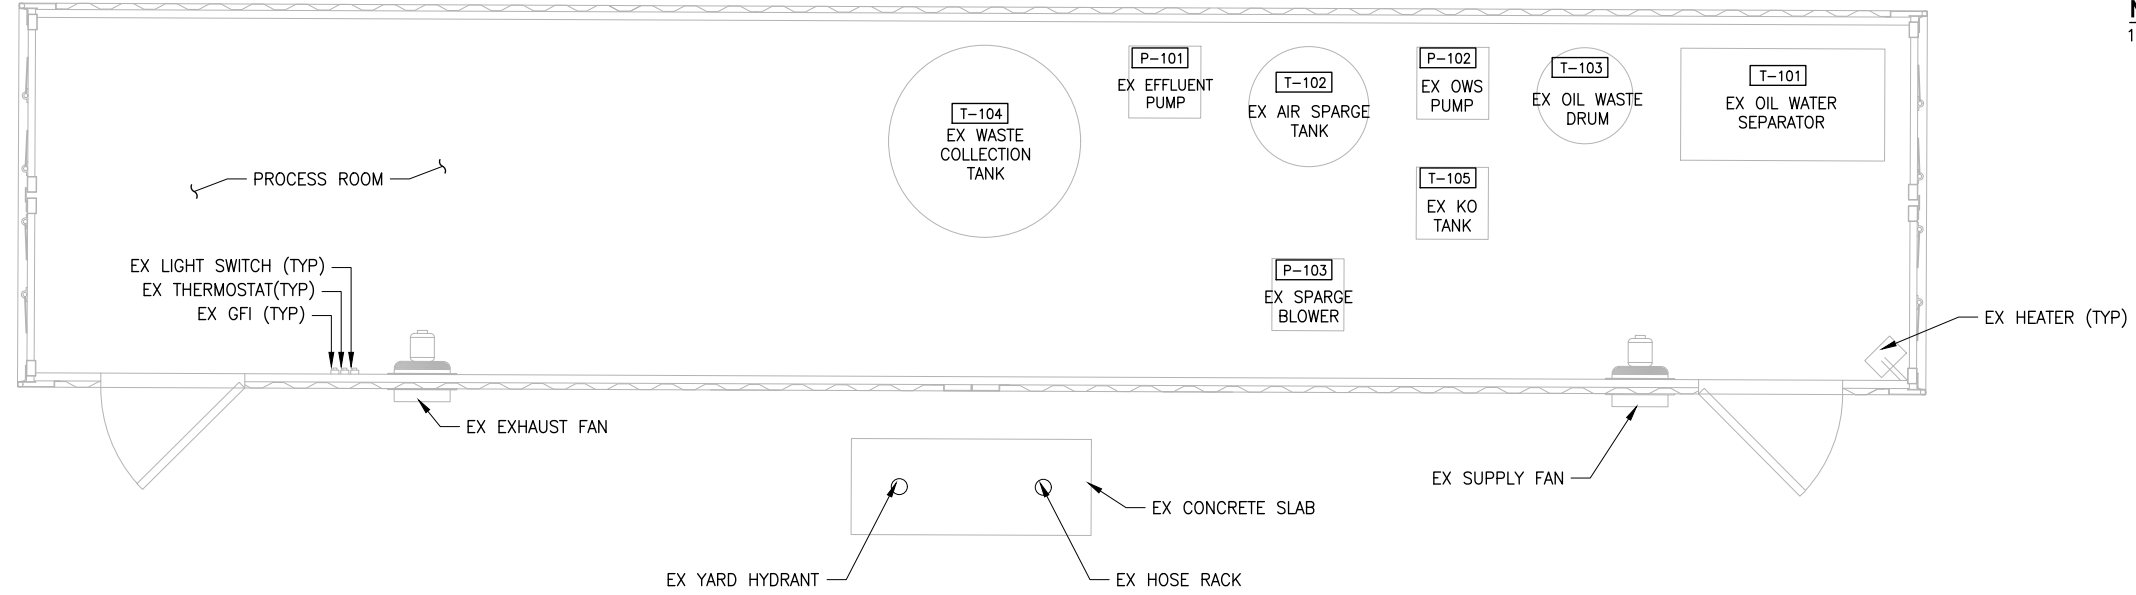 P-101
EX EFFLUENT
PUMP
T-102
EX AIR SPARGE
TANK
P-102
EX OWS
PUMP
T-103
EX OIL WASTE
DRUM
T-101
EX OIL WATER
SEPARATOR
T-104
EX WASTE
COLLECTION
TANK
PROCESS ROOM
T-105
EX KO
TANK
EX LIGHT SWITCH (TYP)
EX THERMOSTAT(TYP)
EX GFI (TYP)
P-103
EX SPARGE
BLOWER
EX HEATER (TYP)
EX EXHAUST FAN
EX SUPPLY FAN
EX CONCRETE SLAB
EX YARD HYDRANT
EX HOSE RACK